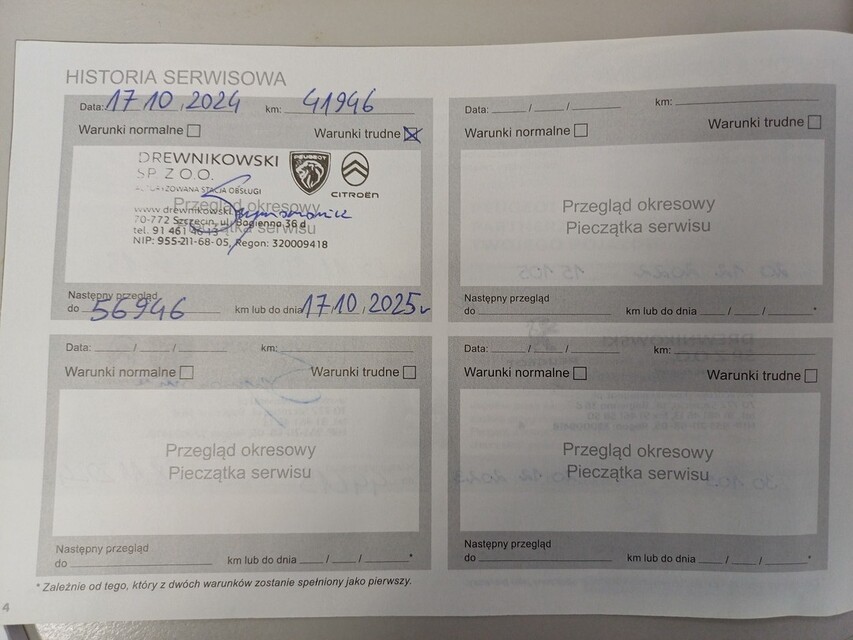 HISTORIA SERWISOWA
Data: 17 / 10 / 2024 km: 41946
Warunki normalne Warunki trudne
DREWNIKOWSKI
SP. Z O.O.
AUTORYZOWANA STACJA OBSŁUGI
PEUGEOT
CITROËN
Przegląd okresowy
Pieczątka serwisu
www.drewnikowski.
70-772 Szczecin, ul. Bagienna 36 d
tel. 91 461 46 13
NIP: 955-211-68-05, Regon: 320009418
Następny przegląd
do 56946 km lub do dnia 17 / 10 / 2025r
Data: / / km:
Warunki normalne Warunki trudne
Przegląd okresowy
Pieczątka serwisu
Następny przegląd
do km lub do dnia / / *
Data: / / km:
Warunki normalne Warunki trudne
Przegląd okresowy
Pieczątka serwisu
Następny przegląd
do km lub do dnia / / *
Data: / / km:
Warunki normalne Warunki trudne
Przegląd okresowy
Pieczątka serwisu
Następny przegląd
do km lub do dnia / / *
* Zależnie od tego, który z dwóch warunków zostanie spełniony jako pierwszy.
4